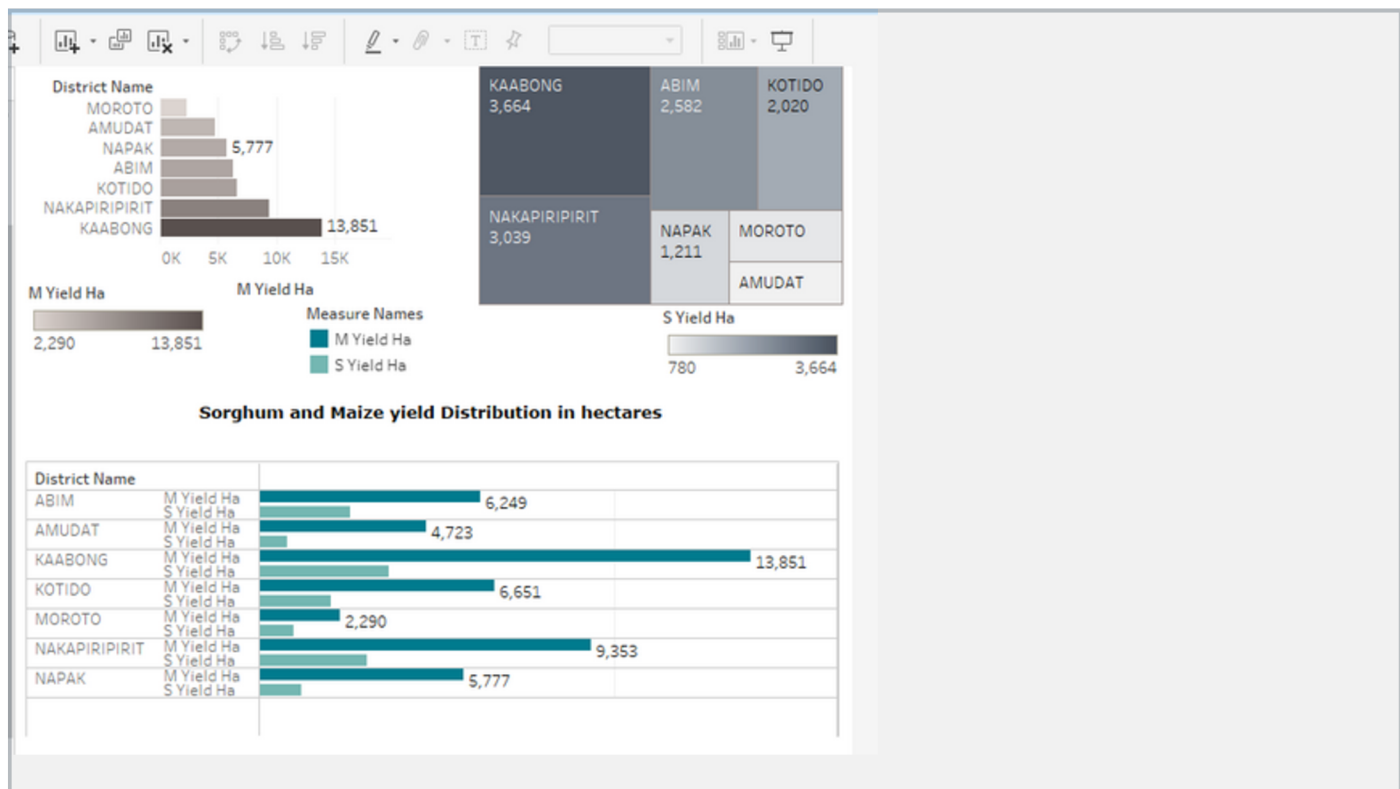 District Name
MOROTO
AMUDAT
NAPAK 5,777
ABIM
KOTIDO
NAKAPIRIPIRIT
KAABONG 13,851
0K 5K 10K 15K
M Yield Ha
KAABONG
3,664
ABIM
2,582
KOTIDO
2,020
NAKAPIRIPIRIT
3,039
NAPAK
1,211
MOROTO
AMUDAT
M Yield Ha
2,290 13,851
Measure Names
M Yield Ha
S Yield Ha
S Yield Ha
780 3,664
Sorghum and Maize yield Distribution in hectares
District Name
ABIM M Yield Ha 6,249
S Yield Ha
AMUDAT M Yield Ha 4,723
S Yield Ha
KAABONG M Yield Ha 13,851
S Yield Ha
KOTIDO M Yield Ha 6,651
S Yield Ha
MOROTO M Yield Ha 2,290
S Yield Ha
NAKAPIRIPIRIT M Yield Ha 9,353
S Yield Ha
NAPAK M Yield Ha 5,777
S Yield Ha